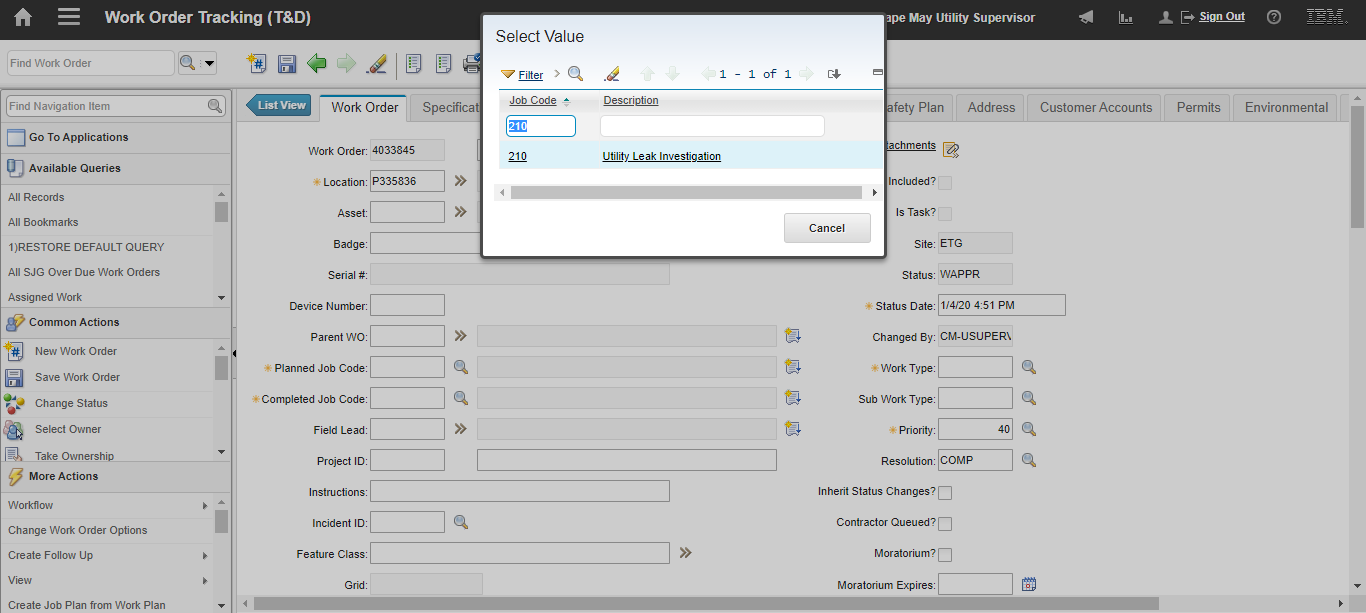 Work Order Tracking (T&D)
ape May Utility Supervisor
Sign Out
IBM.
Find Work Order
Find Navigation Item
Go To Applications
Available Queries
All Records
All Bookmarks
1)RESTORE DEFAULT QUERY
All SJG Over Due Work Orders
Assigned Work
Common Actions
New Work Order
Save Work Order
Change Status
Select Owner
Take Ownership
More Actions
Workflow
Change Work Order Options
Create Follow Up
View
Create Job Plan from Work Plan
Select Value
Filter
1 - 1 of 1
Job Code Description
210
210 Utility Leak Investigation
Cancel
List View Work Order Specificat afety Plan Address Customer Accounts Permits Environmental
Work Order: 4033845
Location: P335836
Asset:
Badge:
Serial #:
Device Number:
Parent WO:
Planned Job Code:
Completed Job Code:
Field Lead:
Project ID:
Instructions:
Incident ID:
Feature Class:
Grid:
tachments
Included?
Is Task?
Site: ETG
Status: WAPPR
Status Date: 1/4/20 4:51 PM
Changed By: CM-USUPERV
Work Type:
Sub Work Type:
Priority: 40
Resolution: COMP
Inherit Status Changes?
Contractor Queued?
Moratorium?
Moratorium Expires: